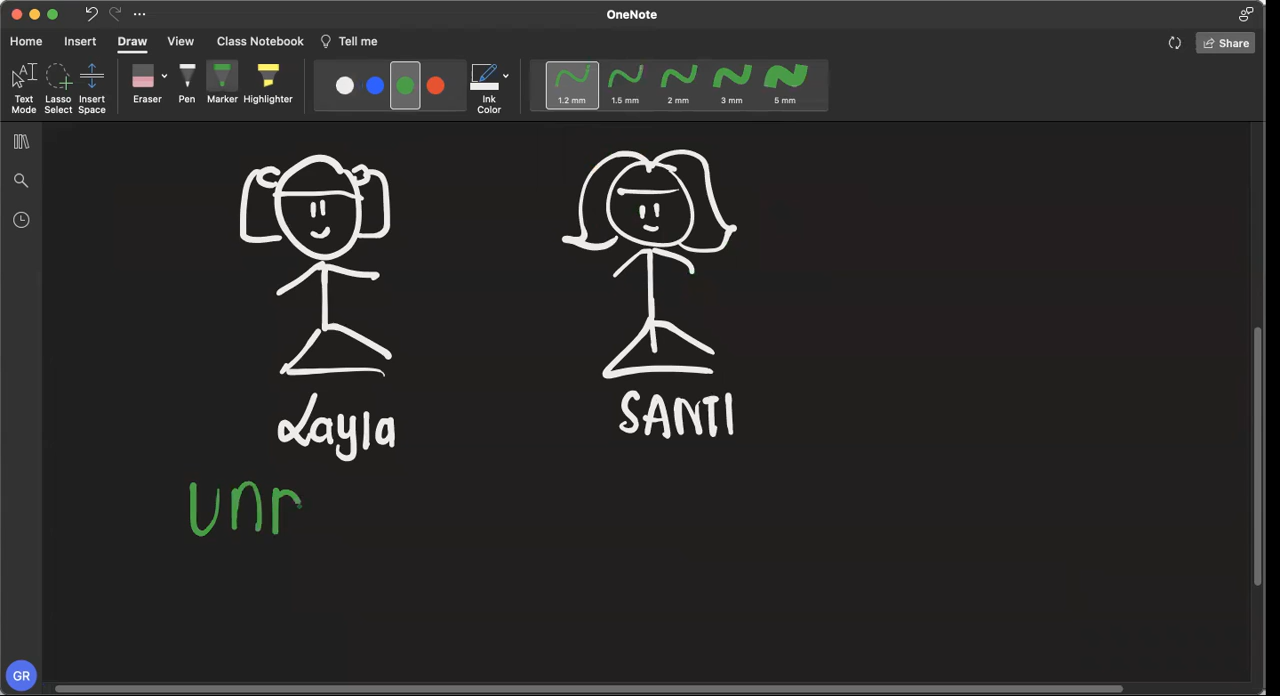 OneNote
Home Insert Draw View Class Notebook Tell me
Share
Text Mode
Lasso Select
Insert Space
Eraser
Pen
Marker
Highlighter
Ink Color
1.2 mm
1.5 mm
2 mm
3 mm
5 mm
Layla
SANTI
unr
GR